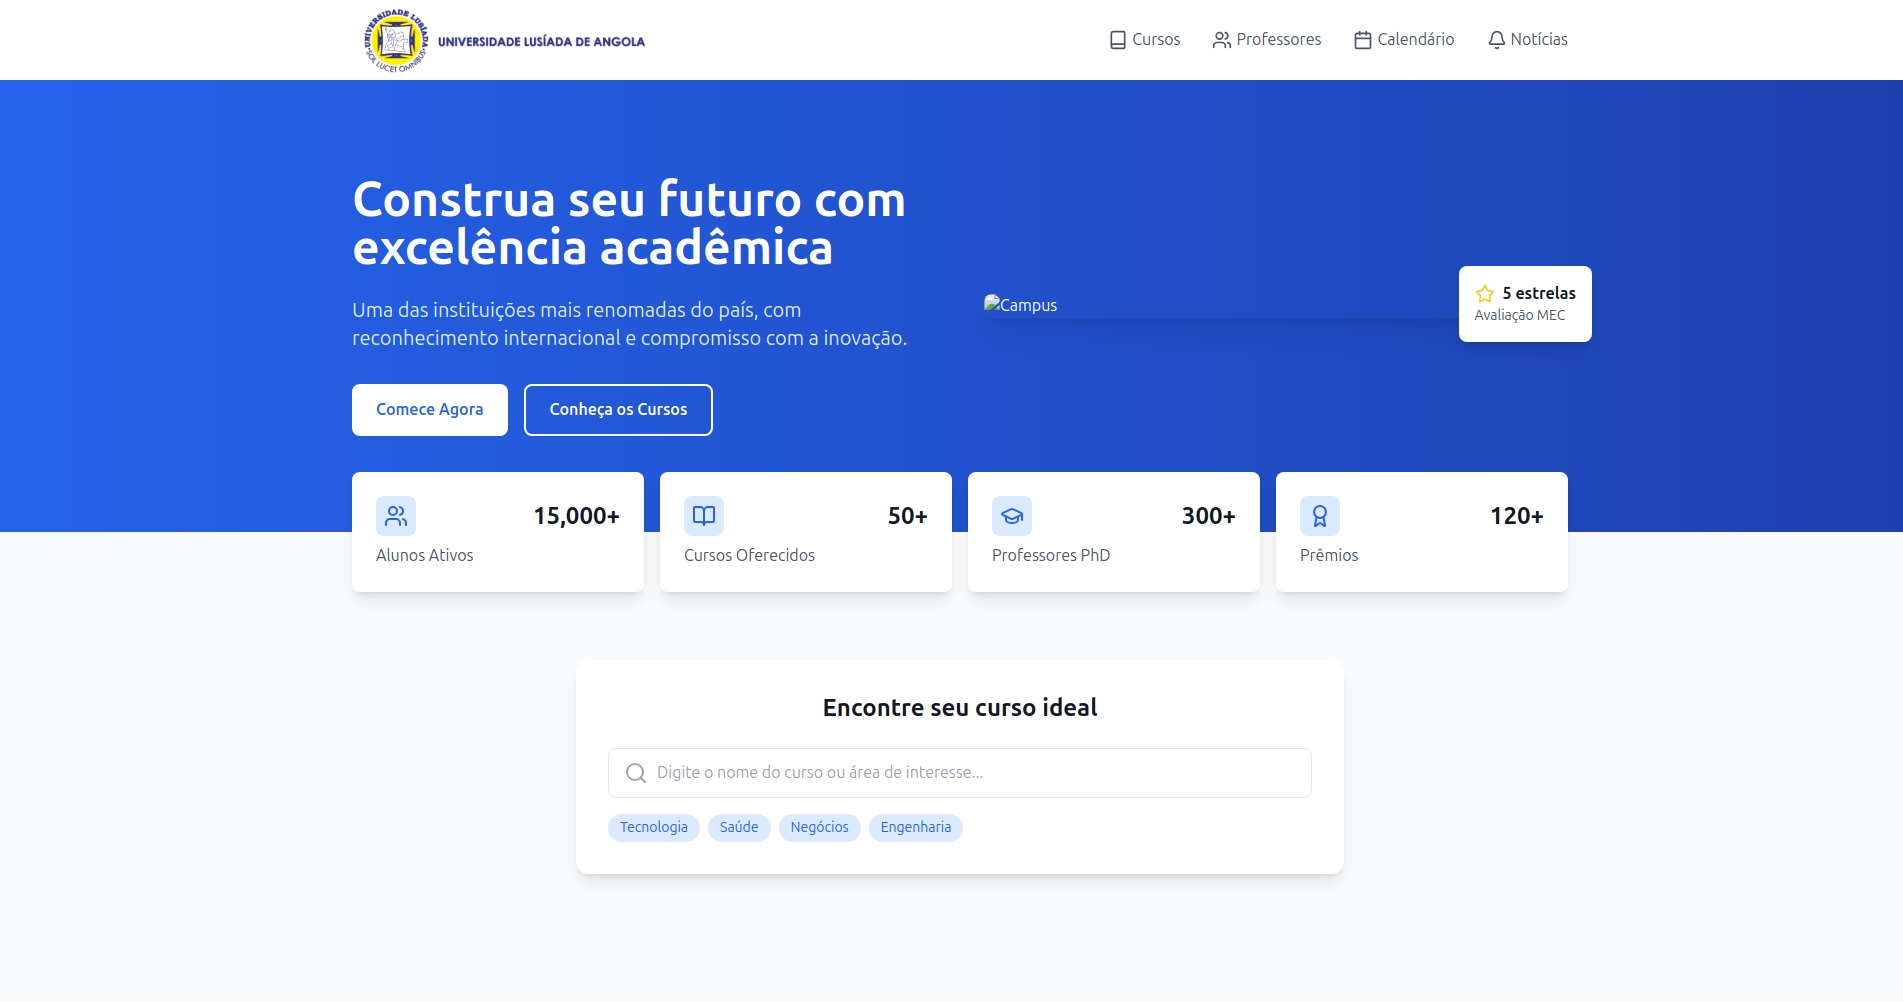 UNIVERSIDADE LUSÍADA
SOL LUCET OMNIBUS
UNIVERSIDADE LUSÍADA DE ANGOLA
Cursos
Professores
Calendário
Notícias
Construa seu futuro com
excelência acadêmica
Uma das instituições mais renomadas do país, com
reconhecimento internacional e compromisso com a inovação.
Campus
5 estrelas
Avaliação MEC
Comece Agora
Conheça os Cursos
15,000+
Alunos Ativos
50+
Cursos Oferecidos
300+
Professores PhD
120+
Prêmios
Encontre seu curso ideal
Digite o nome do curso ou área de interesse...
Tecnologia
Saúde
Negócios
Engenharia